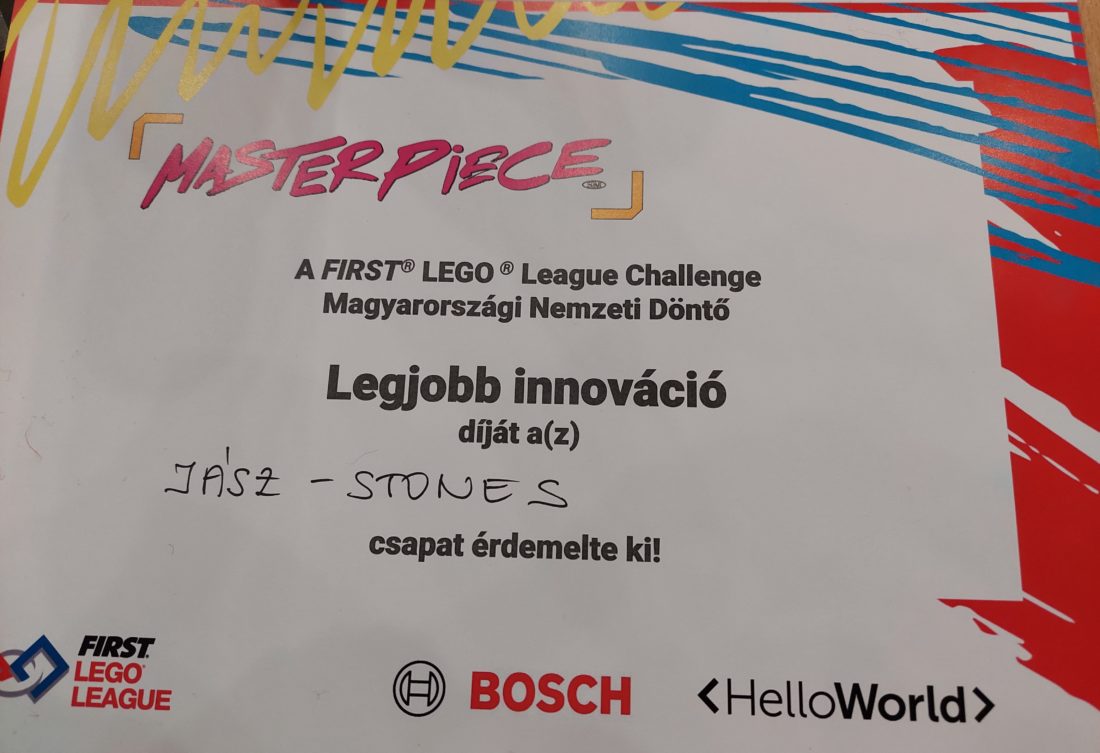 MASTERPIECE SM
A FIRST® LEGO ® League Challenge
Magyarországi Nemzeti Döntő
Legjobb innováció
díját a(z)
JÁSZ - STONES
csapat érdemelte ki!
FIRST®
LEGO®
LEAGUE
BOSCH
<HelloWorld>